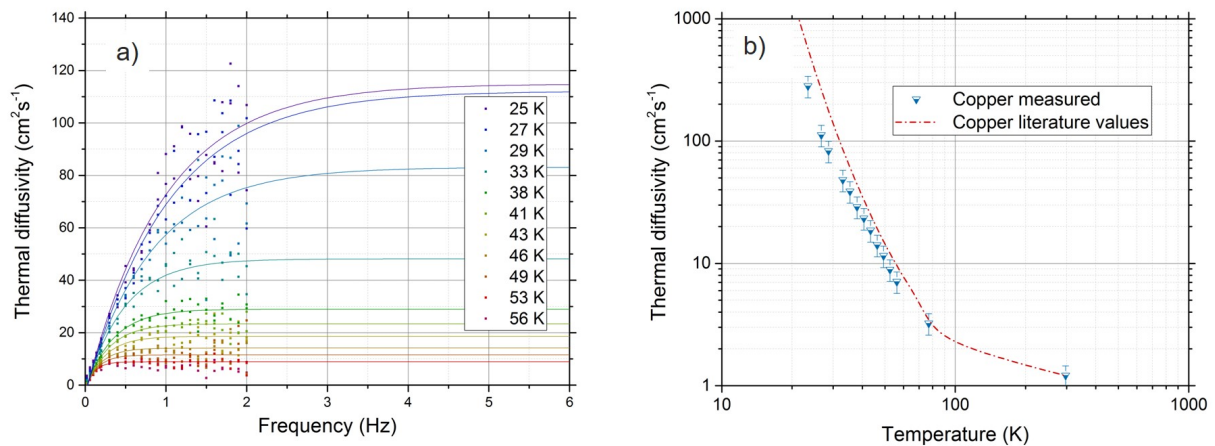 a)
Thermal diffusivity (cm²s⁻¹)
140
120
100
80
60
40
20
0
0
1
2
3
4
5
6
Frequency (Hz)
25 K
27 K
29 K
33 K
38 K
41 K
43 K
46 K
49 K
53 K
56 K
b)
Thermal diffusivity (cm²s⁻¹)
1000
100
10
1
10
100
1000
Temperature (K)
Copper measured
Copper literature values